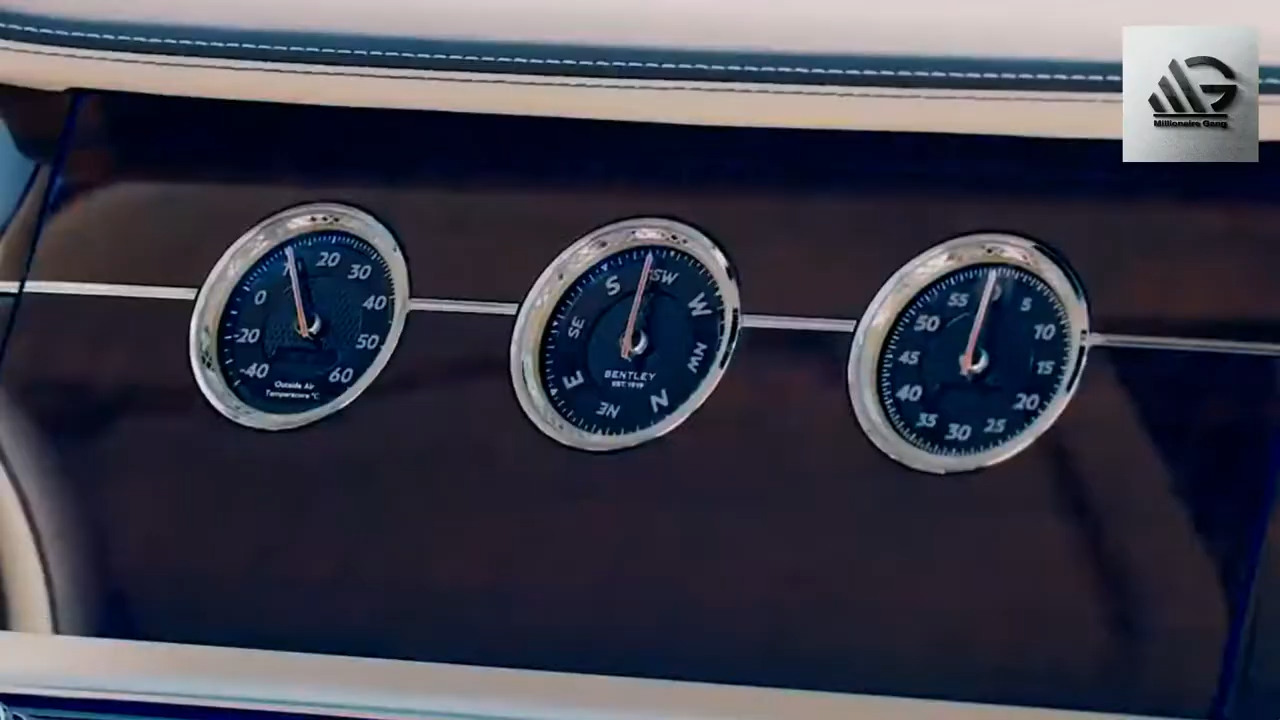 Millionaire Gang
20
30
0
40
-20
50
-40
60
Outside Air
Temperature °C
S
SW
W
SE
NW
E
BENTLEY
EST. 1919
NE
N
55
5
50
10
45
15
40
20
35
25
30